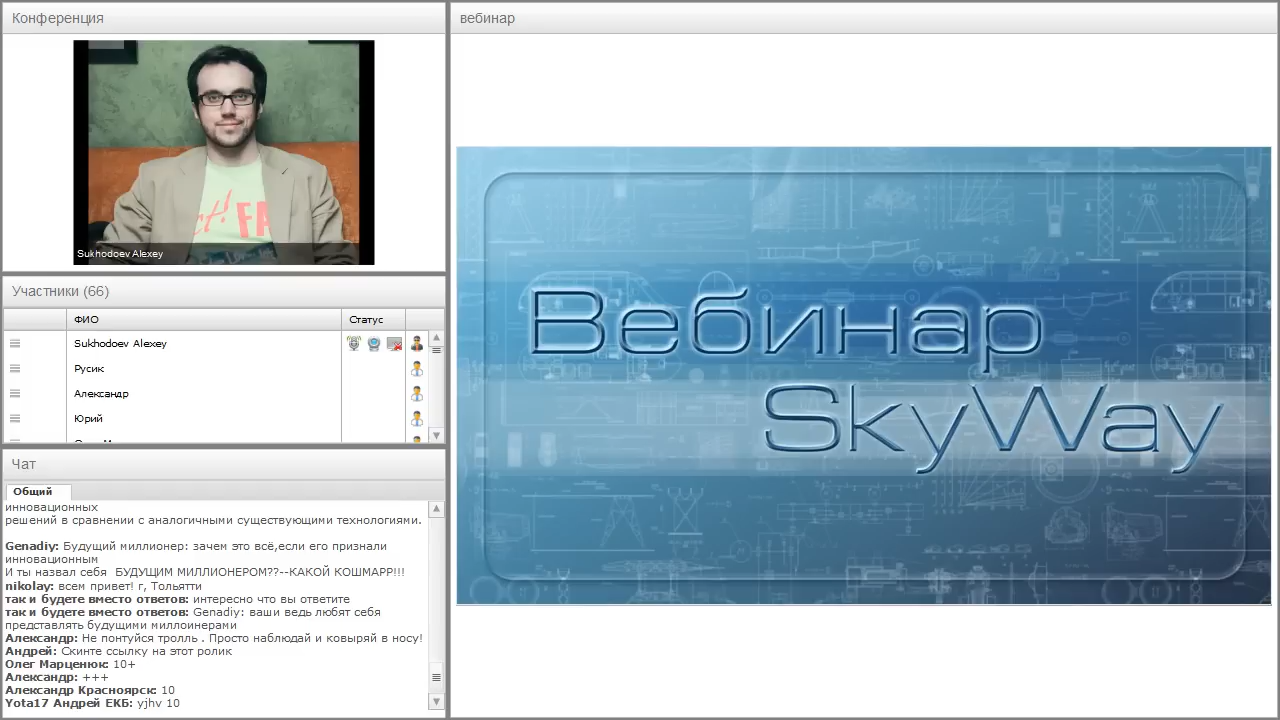 Конференция
Sukhodoev Alexey
Участники (66)
ФИО Статус
Sukhodoev Alexey
Русик
Александр
Юрий
Чат
Общий
инновационных
решений в сравнении с аналогичными существующими технологиями.
Genadiy: Будущий миллионер: зачем это всё,если его признали
инновационным
И ты назвал себя БУДУЩИМ МИЛЛИОНЕРОМ??--КАКОЙ КОШМАРР!!!
nikolay: всем привет! г, Тольятти
так и будете вместо ответов: интересно что вы ответите
так и будете вместо ответов: Genadiy: ваши ведь любят себя
представлять будущими миллоинерами
Александр: Не понтуйся тролль . Просто наблюдай и ковыряй в носу!
Андрей: Скинте ссылку на этот ролик
Олег Марценюк: 10+
Александр: +++
Александр Красноярск: 10
Yota17 Андрей ЕКБ: yjhv 10
вебинар
Вебинар
SkyWay